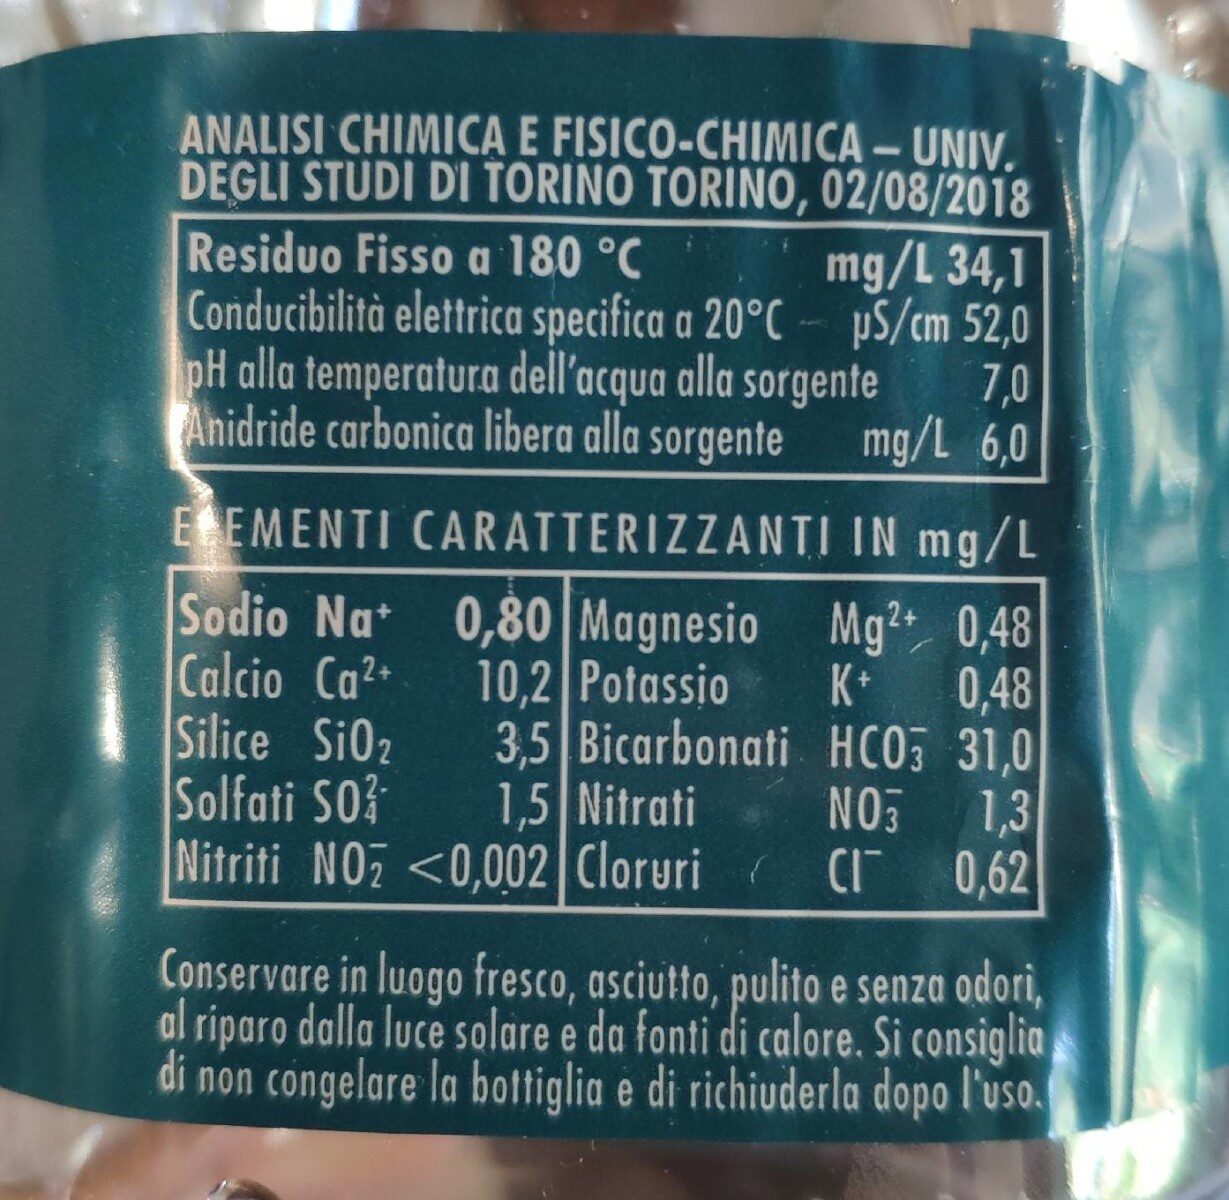 ANALISI CHIMICA E FISICO-CHIMICA – UNIV.
DEGLI STUDI DI TORINO TORINO, 02/08/2018
Residuo Fisso a 180 °C mg/L 34,1
Conducibilità elettrica specifica a 20°C – µS/cm 52,0
pH alla temperatura dell'acqua alla sorgente 7,0
Anidride carbonica libera alla sorgente mg/L 6,0
ELEMENTI CARATTERIZZANTI IN mg/L
Sodio Na⁺ 0,80 Magnesio Mg²⁺ 0,48
Calcio Ca²⁺ 10,2 Potassio K⁺ 0,48
Silice SiO₂ 3,5 Bicarbonati HCO₃⁻ 31,0
Solfati SO₄²⁻ 1,5 Nitrati NO₃⁻ 1,3
Nitriti NO₂⁻ <0,002 Cloruri Cl⁻ 0,62
Conservare in luogo fresco, asciutto, pulito e senza odori,
al riparo dalla luce solare e da fonti di calore. Si consiglia
di non congelare la bottiglia e di richiuderla dopo l'uso.